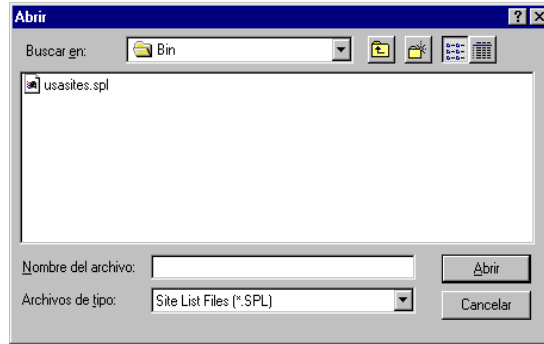 Abrir
Buscar en: Bin
usasites.spl
Nombre del archivo: Abrir
Archivos de tipo: Site List Files (*.SPL) Cancelar